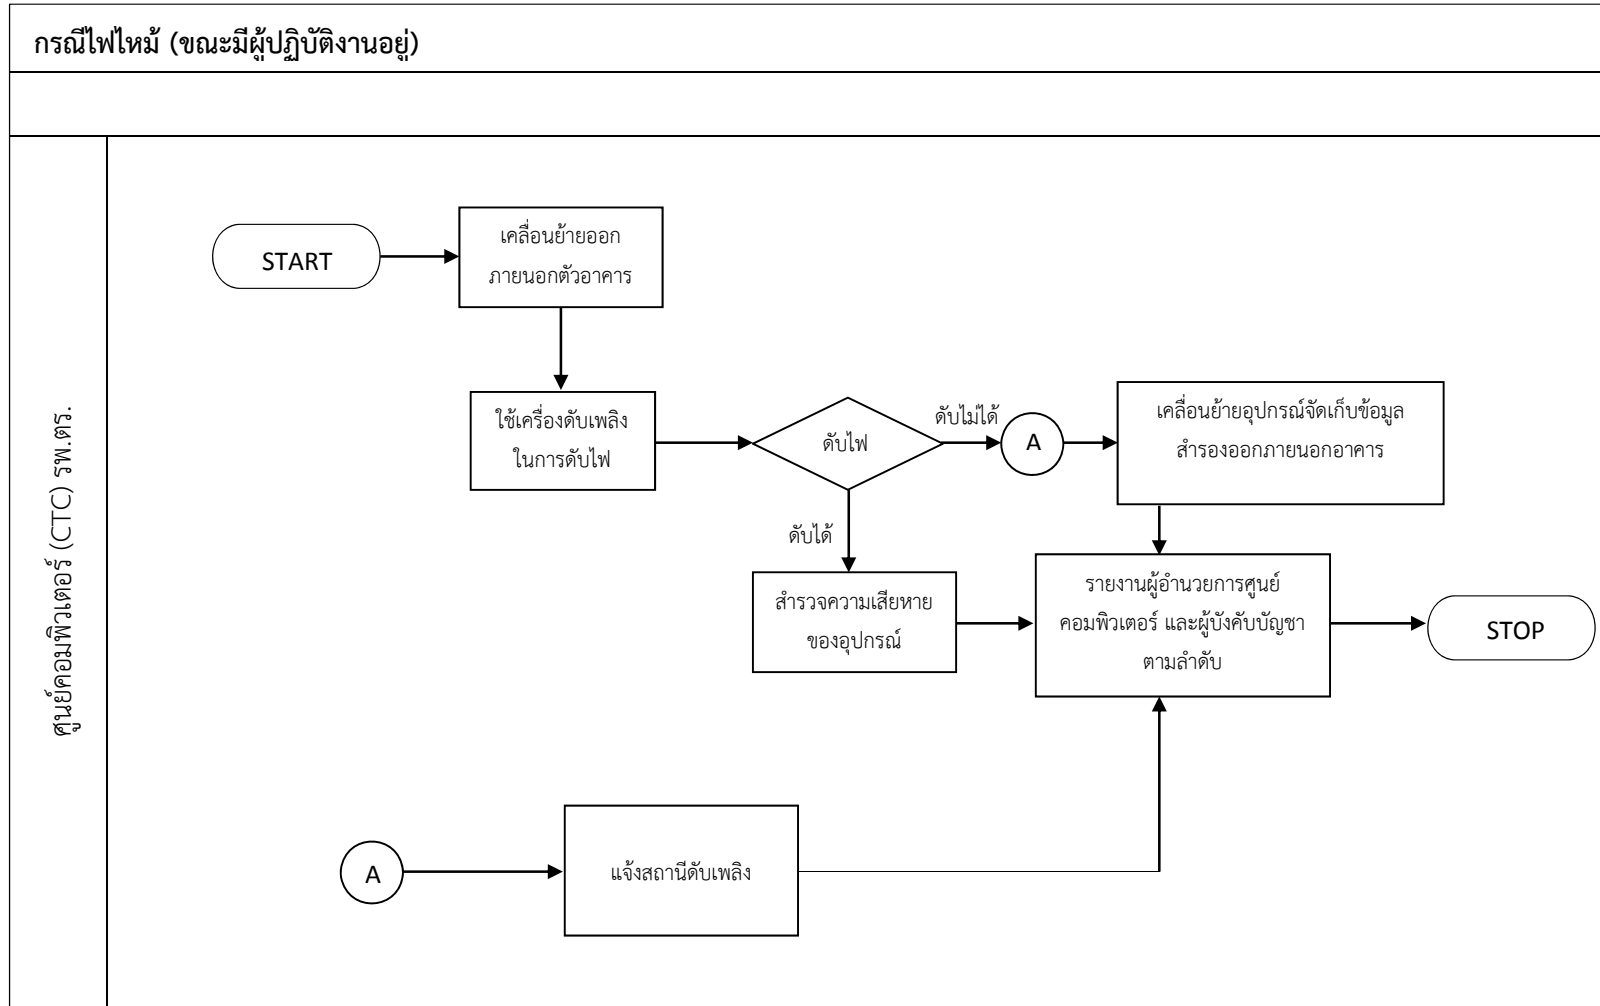 กรณีไฟไหม้ (ขณะมีผู้ปฏิบัติงานอยู่)
ศูนย์คอมพิวเตอร์ (CTC) รพ.ตร.
START
เคลื่อนย้ายออก
ภายนอกตัวอาคาร
ใช้เครื่องดับเพลิง
ในการดับไฟ
ดับไฟ
ดับไม่ได้
A
เคลื่อนย้ายอุปกรณ์จัดเก็บข้อมูล
สำรองออกภายนอกอาคาร
ดับได้
สำรวจความเสียหาย
ของอุปกรณ์
รายงานผู้อำนวยการศูนย์
คอมพิวเตอร์ และผู้บังคับบัญชา
ตามลำดับ
STOP
A
แจ้งสถานีดับเพลิง